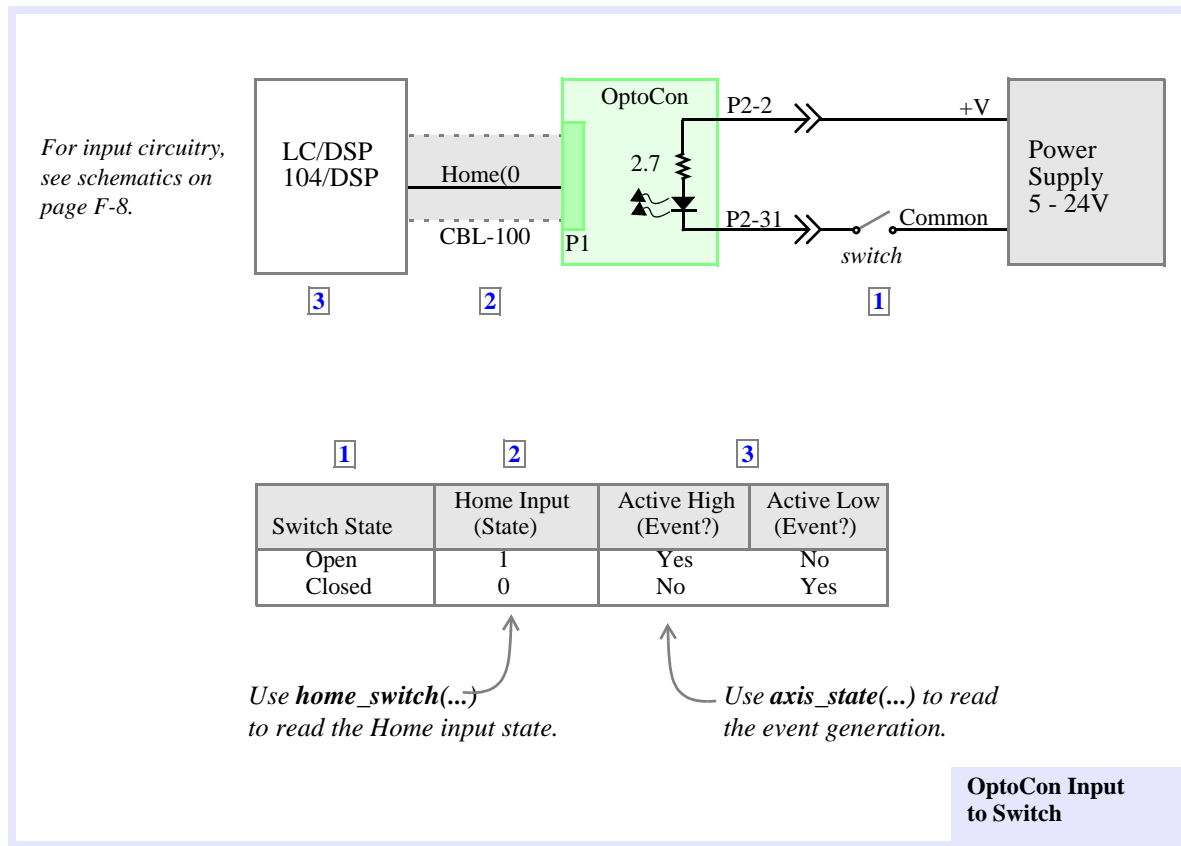 For input circuitry,
see schematics on
page F-8.
LC/DSP
104/DSP
Home(0
CBL-100
P1
OptoCon
2.7
P2-2
P2-31
+V
Common
switch
Power
Supply
5 - 24V
3
2
1
1
2
3
Switch State
Home Input
(State)
Active High
(Event?)
Active Low
(Event?)
Open 1 Yes No
Closed 0 No Yes
Use home_switch(...)
to read the Home input state.
Use axis_state(...) to read
the event generation.
OptoCon Input
to Switch